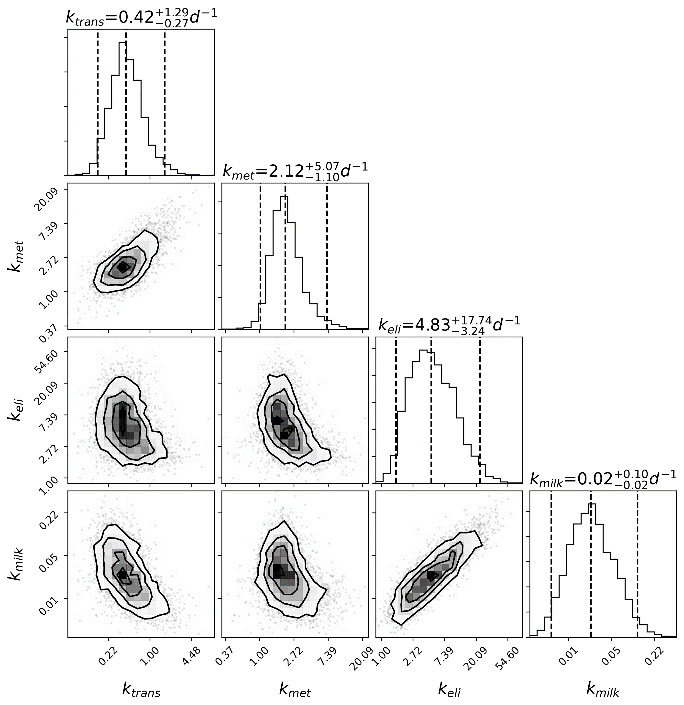 k_trans=0.42^{+1.29}_{-0.27}d^{-1}
k_met=2.12^{+5.07}_{-1.10}d^{-1}
20.09
7.39
2.72
1.00
0.37
k_met
k_eli=4.83^{+17.74}_{-3.24}d^{-1}
54.60
20.09
7.39
2.72
1.00
k_eli
k_milk=0.02^{+0.10}_{-0.02}d^{-1}
0.22
0.05
0.01
k_milk
0.22 1.00 4.48 0.37 1.00 2.72 7.39 20.09 1.00 2.72 7.39 20.09 54.60 0.01 0.05 0.22
k_trans k_met k_eli k_milk